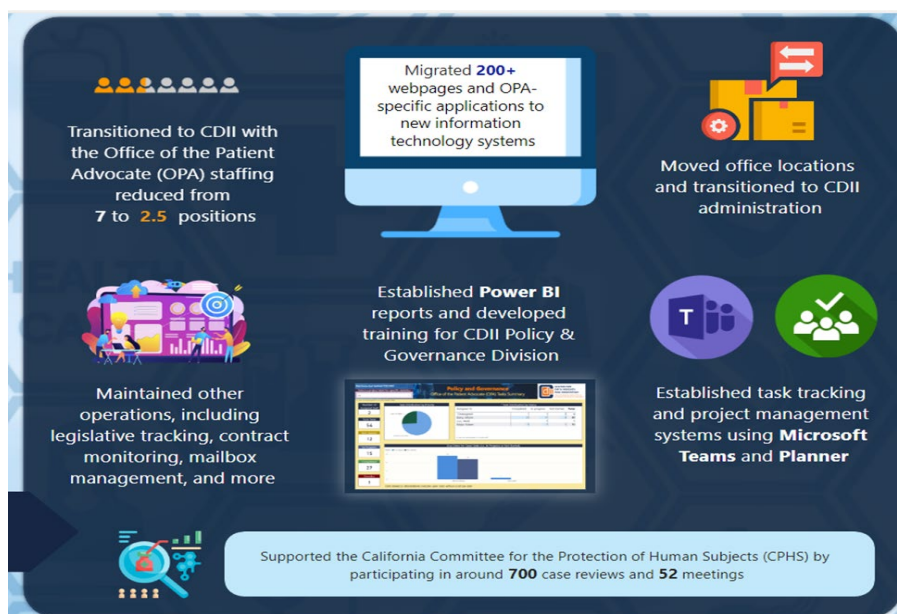 Transitioned to CDII with
the Office of the Patient
Advocate (OPA) staffing
reduced from
7 to 2.5 positions
Migrated 200+
webpages and OPA-
specific applications to
new information
technology systems
Moved office locations
and transitioned to CDII
administration
Maintained other
operations, including
legislative tracking, contract
monitoring, mailbox
management, and more
Established Power BI
reports and developed
training for CDII Policy &
Governance Division
Policy and Governance
T
Established task tracking
and project management
systems using Microsoft
Teams and Planner
Supported the California Committee for the Protection of Human Subjects (CPHS) by
participating in around 700 case reviews and 52 meetings